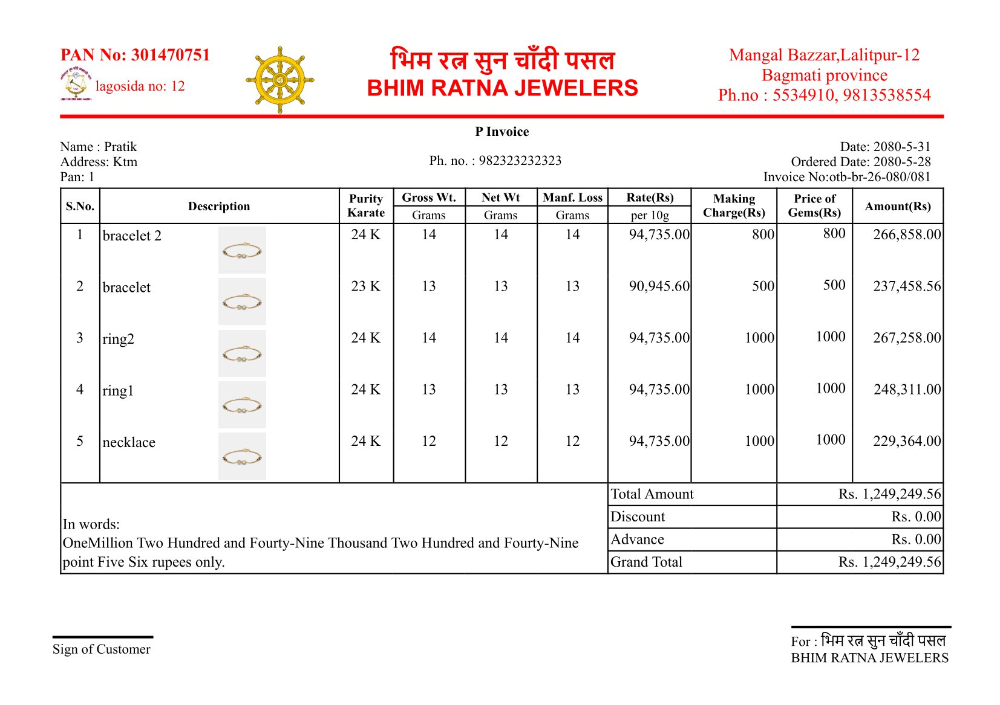 PAN No: 301470751
lagosida no: 12
भिम रत्न सुन चाँदी पसल
BHIM RATNA JEWELERS
Mangal Bazzar,Lalitpur-12
Bagmati province
Ph.no : 5534910, 9813538554
P Invoice
Name : Pratik
Address: Ktm
Pan: 1
Ph. no. : 982323232323
Date: 2080-5-31
Ordered Date: 2080-5-28
Invoice No:otb-br-26-080/081
S.No. Description Purity Karate Gross Wt. Grams Net Wt Grams Manf. Loss Grams Rate(Rs) per 10g Making Charge(Rs) Price of Gems(Rs) Amount(Rs)
1 bracelet 2 24 K 14 14 14 94,735.00 800 800 266,858.00
2 bracelet 23 K 13 13 13 90,945.60 500 500 237,458.56
3 ring2 24 K 14 14 14 94,735.00 1000 1000 267,258.00
4 ring1 24 K 13 13 13 94,735.00 1000 1000 248,311.00
5 necklace 24 K 12 12 12 94,735.00 1000 1000 229,364.00
In words:
OneMillion Two Hundred and Fourty-Nine Thousand Two Hundred and Fourty-Nine
point Five Six rupees only.
Total Amount Rs. 1,249,249.56
Discount Rs. 0.00
Advance Rs. 0.00
Grand Total Rs. 1,249,249.56
Sign of Customer
For : भिम रत्न सुन चाँदी पसल
BHIM RATNA JEWELERS